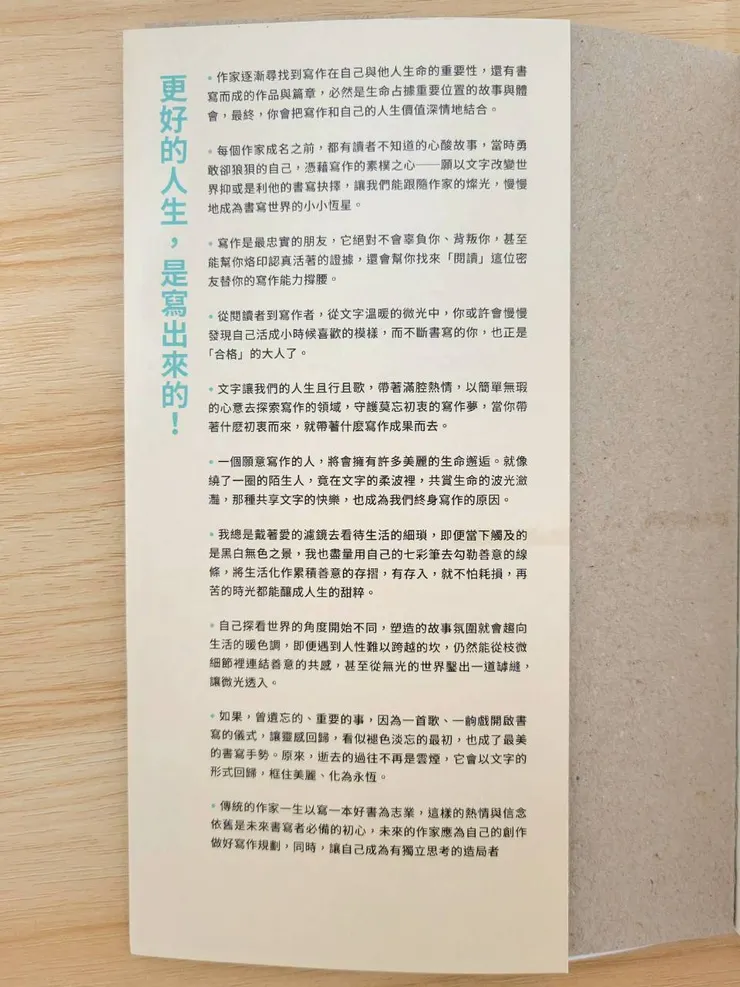 更好的人生，是寫出來的！
• 作家逐漸尋找到寫作在自己與他人生命的重要性，還有書
寫而成的作品與篇章，必然是生命占據重要位置的故事與體
會，最終，你會把寫作和自己的人生價值深情地結合。
• 每個作家成名之前，都有讀者不知道的心酸故事，當時勇
敢卻狼狽的自己，憑藉寫作的素樸之心──願以文字改變世
界抑或是利他的書寫抉擇，讓我們能跟隨作家的燦光，慢慢
地成為書寫世界的小小恆星。
• 寫作是最忠實的朋友，它絕對不會辜負你、背叛你，甚至
能幫你烙印認真活著的證據，還會幫你找來「閱讀」這位密
友替你的寫作能力撐腰。
• 從閱讀者到寫作者，從文字溫暖的微光中，你或許會慢慢
發現自己活成小時候喜歡的模樣，而不斷書寫的你，也正是
「合格」的大人了。
• 文字讓我們的人生且行且歌，帶著滿腔熱情，以簡單無瑕
的心意去探索寫作的領域，守護莫忘初衷的寫作夢，當你帶
著什麼初衷而來，就帶著什麼寫作成果而去。
• 一個願意寫作的人，將會擁有許多美麗的生命邂逅。就像
繞了一圈的陌生人，竟在文字的柔波裡，共賞生命的波光瀲
灩，那種共享文字的快樂，也成為我們終身寫作的原因。
• 我總是戴著愛的濾鏡去看待生活的細瑣，即便當下觸及的
是黑白無色之景，我也盡量用自己的七彩筆去勾勒善意的線
條，將生活化作累積善意的存摺，有存入，就不怕耗損，再
苦的時光都能釀成人生的甜粹。
• 自己探看世界的角度開始不同，塑造的故事氛圍就會趨向
生活的暖色調，即便遇到人性難以跨越的坎，仍然能從枝微
細節裡連結善意的共感，甚至從無光的世界鑿出一道罅縫，
讓微光透入。
• 如果，曾遺忘的、重要的事，因為一首歌、一齣戲開啟書
寫的儀式，讓靈感回歸，看似褪色淡忘的最初，也成了最美
的書寫手勢。原來，逝去的過往不再是雲煙，它會以文字的
形式回歸，框住美麗、化為永恆。
• 傳統的作家一生以寫一本好書為志業，這樣的熱情與信念
依舊是未來書寫者必備的初心，未來的作家應為自己的創作
做好寫作規劃，同時，讓自己成為有獨立思考的造局者